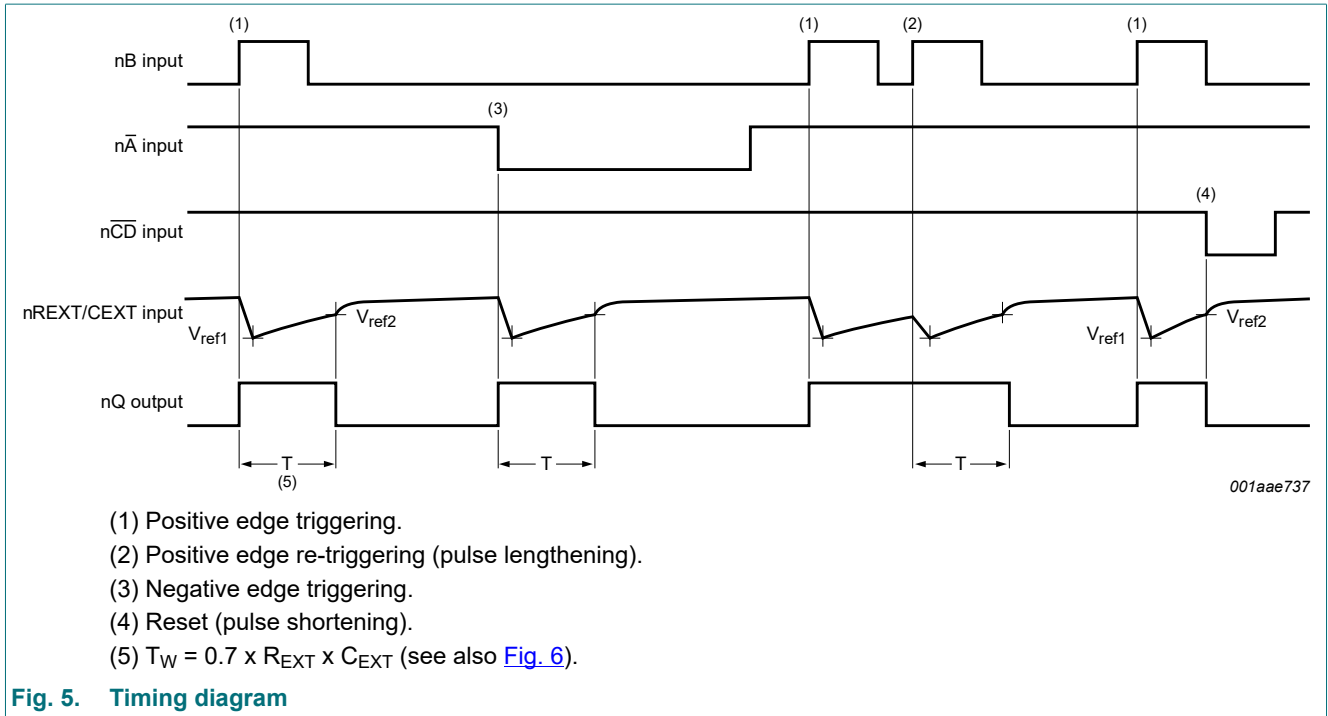 (1) (1) (2) (1)
nB input
(3)
nA̅ input
(4)
nC̅D̅ input
nREXT/CEXT input
Vref1 Vref2 Vref1 Vref2
nQ output
T T T
(5)
001aae737
(1) Positive edge triggering.
(2) Positive edge re-triggering (pulse lengthening).
(3) Negative edge triggering.
(4) Reset (pulse shortening).
(5) TW = 0.7 x REXT x CEXT (see also Fig. 6).
Fig. 5. Timing diagram